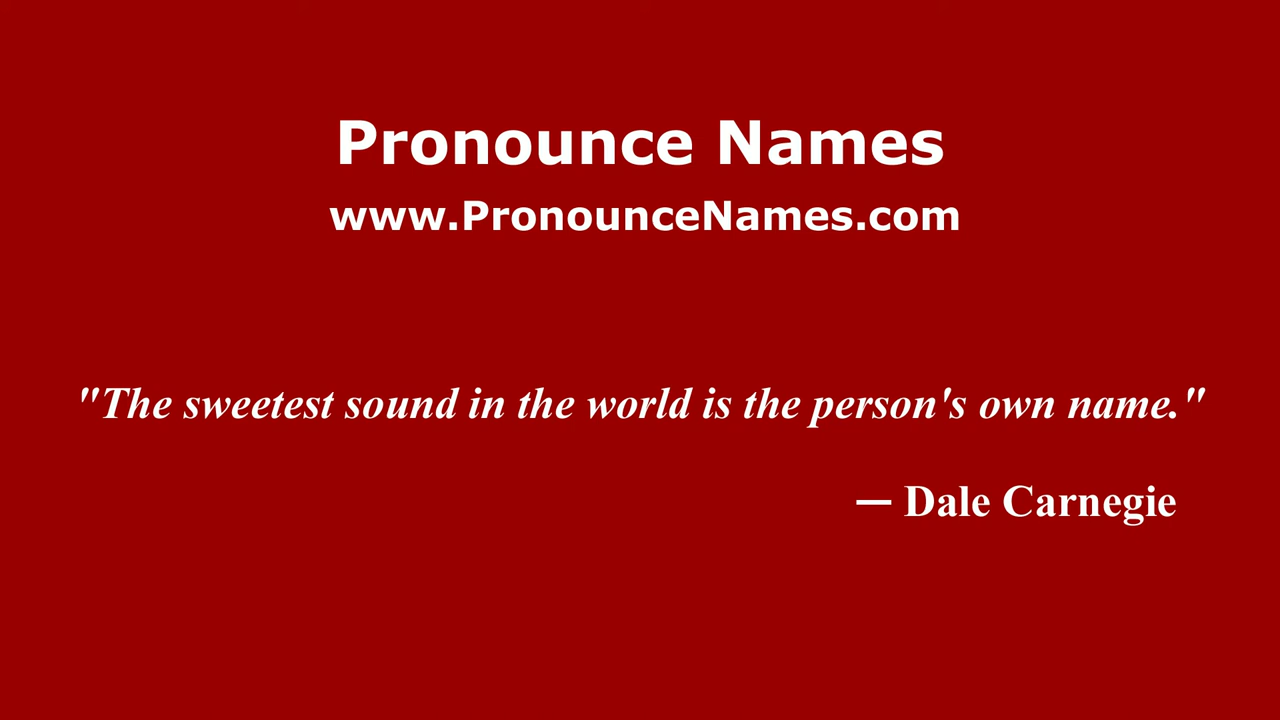 Pronounce Names
www.PronounceNames.com
"The sweetest sound in the world is the person's own name."
— Dale Carnegie